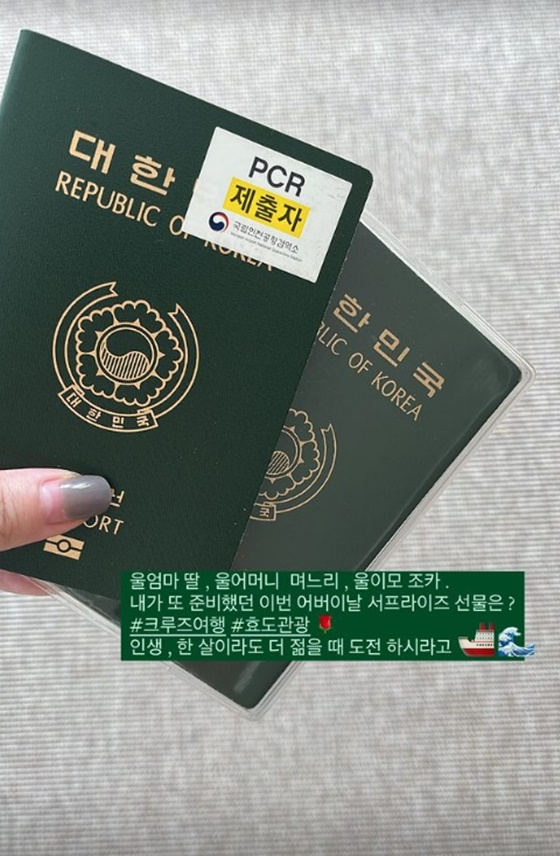 대한
REPUBLIC OF KOREA
PCR
제출자
국립인천공항검역소
대한민국
한민국
LIC OF KOREA
국
권
ORT
울엄마 딸 , 울어머니 며느리 , 울이모 조카 .
내가 또 준비했던 이번 어버이날 서프라이즈 선물은 ?
#크루즈여행 #효도관광 🌹
인생 , 한 살이라도 더 젊을 때 도전 하시라고 🚢🌊